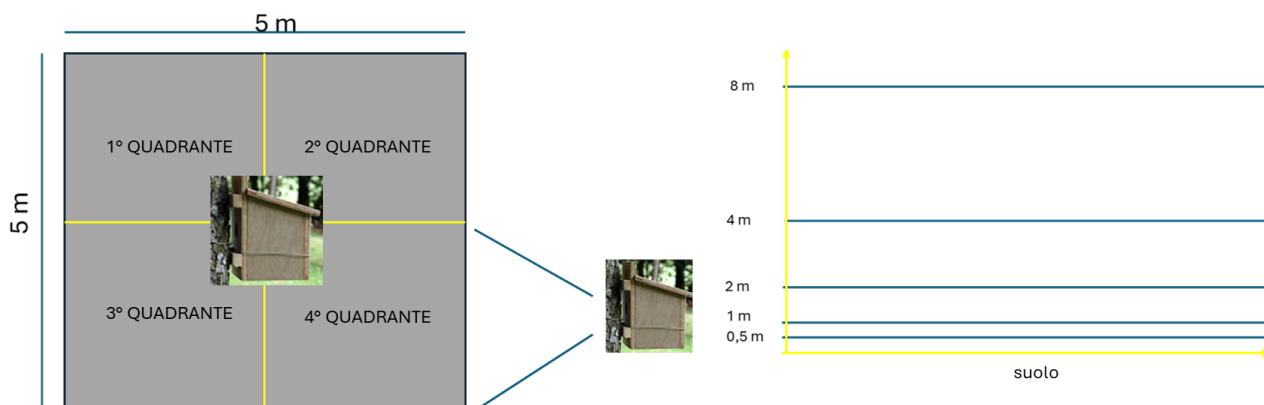 5 m
5 m
1° QUADRANTE
2° QUADRANTE
3° QUADRANTE
4° QUADRANTE
8 m
4 m
2 m
1 m
0,5 m
suolo